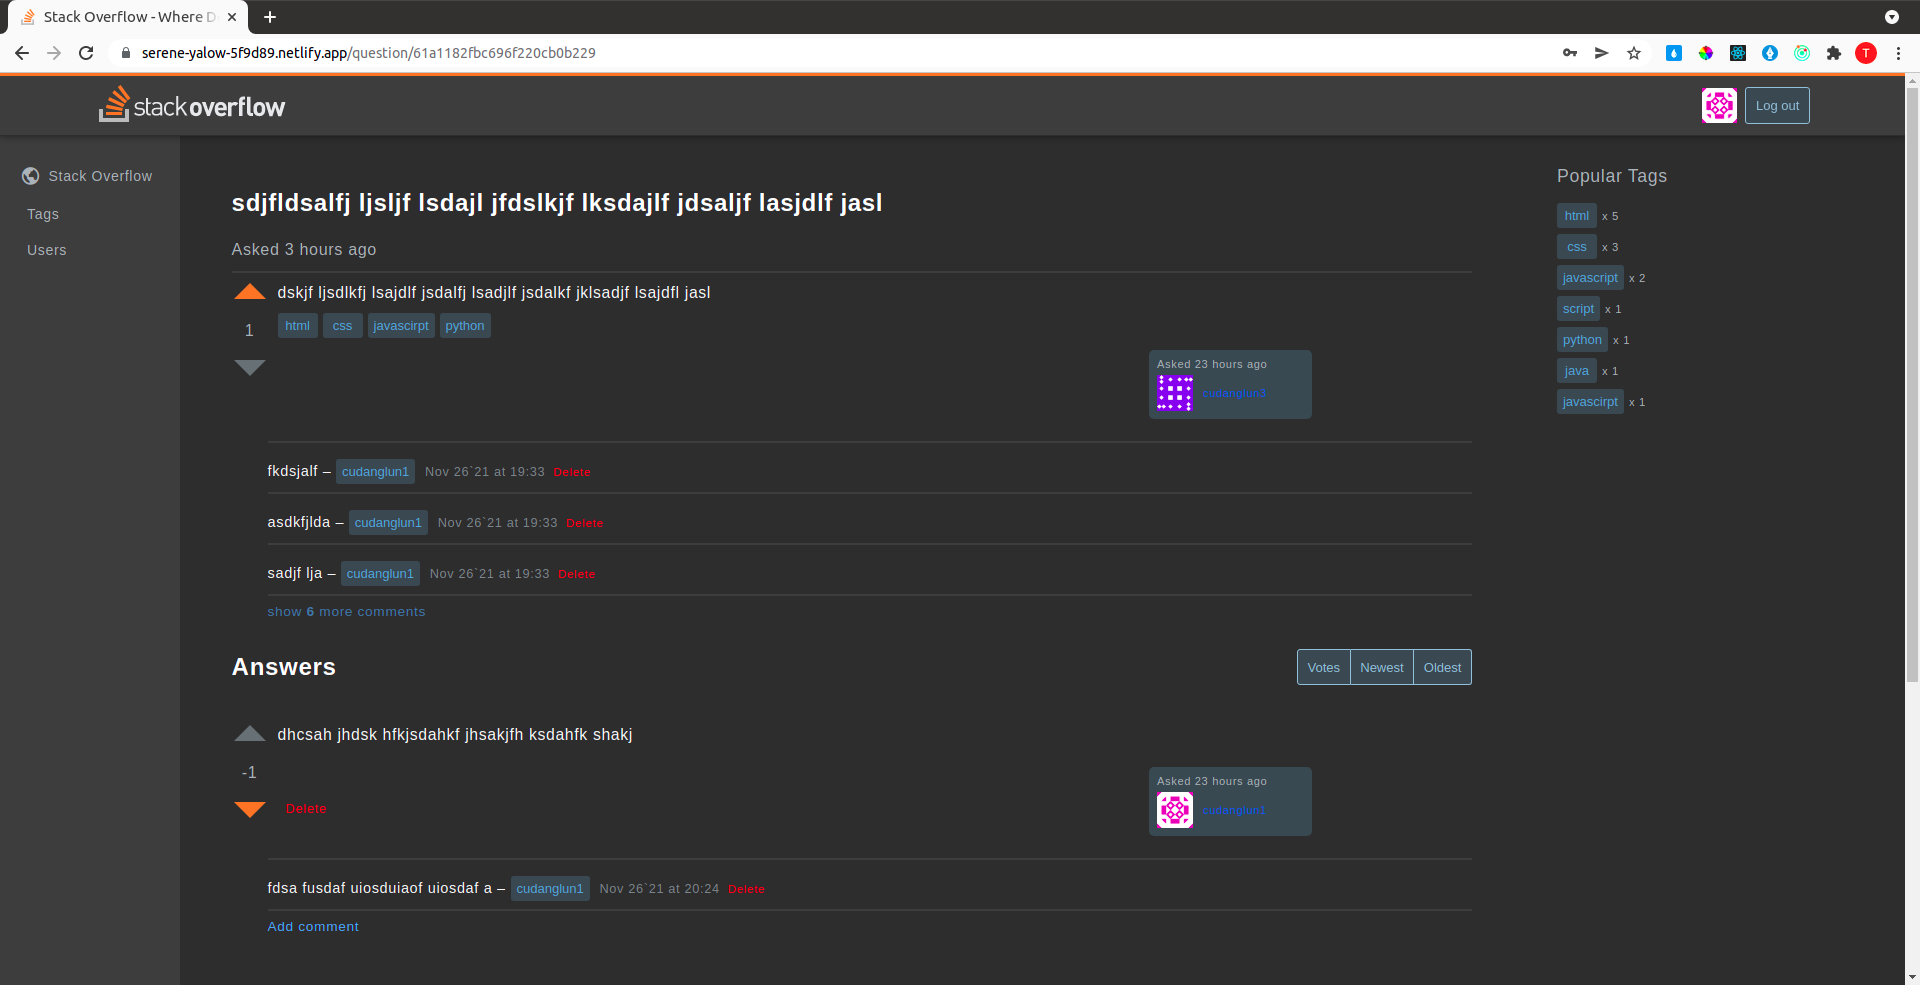 Stack Overflow - Where D
serene-yalow-5f9d89.netlify.app/question/61a1182fbc696f220cb0b229
T
stackoverflow
Log out
Stack Overflow
Tags
Users
sdjfldsalfj ljsljf lsdajl jfdslkjf lksdajlf jdsaljf lasjdlf jasl
Asked 3 hours ago
dskjf ljsdlkfj lsajdlf jsdalfj lsadjlf jsdalkf jklsadjf lsajdfl jasl
1
html css javascirpt python
Asked 23 hours ago
cudanglun3
fkdsjalf – cudanglun1 Nov 26`21 at 19:33 Delete
asdkfjlda – cudanglun1 Nov 26`21 at 19:33 Delete
sadjf lja – cudanglun1 Nov 26`21 at 19:33 Delete
show 6 more comments
Answers
Votes Newest Oldest
dhcsah jhdsk hfkjsdahkf jhsakjfh ksdahfk shakj
-1
Delete
Asked 23 hours ago
cudanglun1
fdsa fusdaf uiosduiaof uiosdaf a – cudanglun1 Nov 26`21 at 20:24 Delete
Add comment
Popular Tags
html x 5
css x 3
javascript x 2
script x 1
python x 1
java x 1
javascirpt x 1